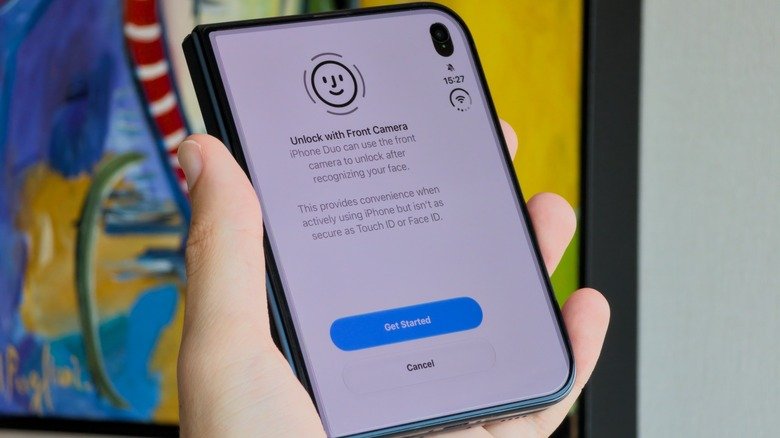 15:27
Unlock with Front Camera
iPhone Duo can use the front
camera to unlock after
recognizing your face.
This provides convenience when
actively using iPhone but isn't as
secure as Touch ID or Face ID.
Get Started
Cancel